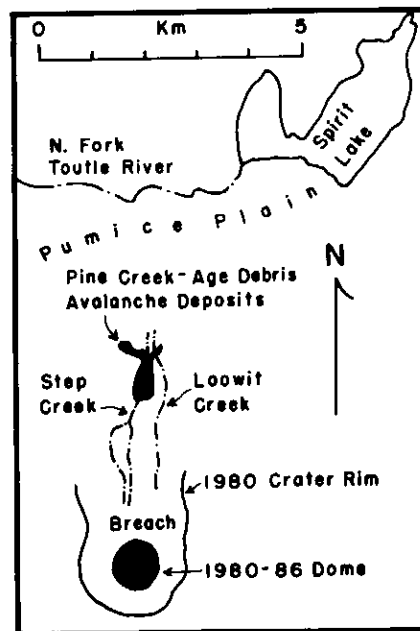 0 Km 5
Spirit
Lake
N. Fork
Toutle River
Pumice Plain
N
Pine Creek-Age Debris
Avalanche Deposits
Step
Creek
Loowit
Creek
1980 Crater Rim
Breach
1980-86 Dome